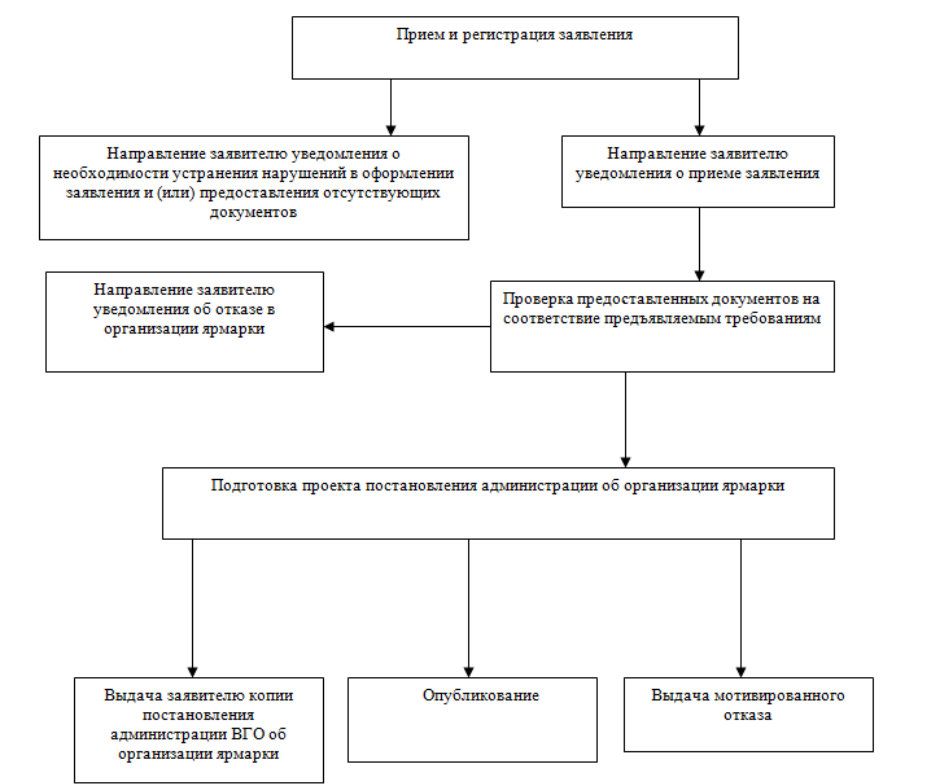 Прием и регистрация заявления
Направление заявителю уведомления о
необходимости устранения нарушений в оформлении
заявления и (или) предоставления отсутствующих
документов
Направление заявителю
уведомления о приеме заявления
Направление заявителю
уведомления об отказе в
организации ярмарки
Проверка предоставленных документов на
соответствие предъявляемым требованиям
Подготовка проекта постановления администрации об организации ярмарки
Выдача заявителю копии
постановления
администрации ВГО об
организации ярмарки
Опубликование
Выдача мотивированного
отказа